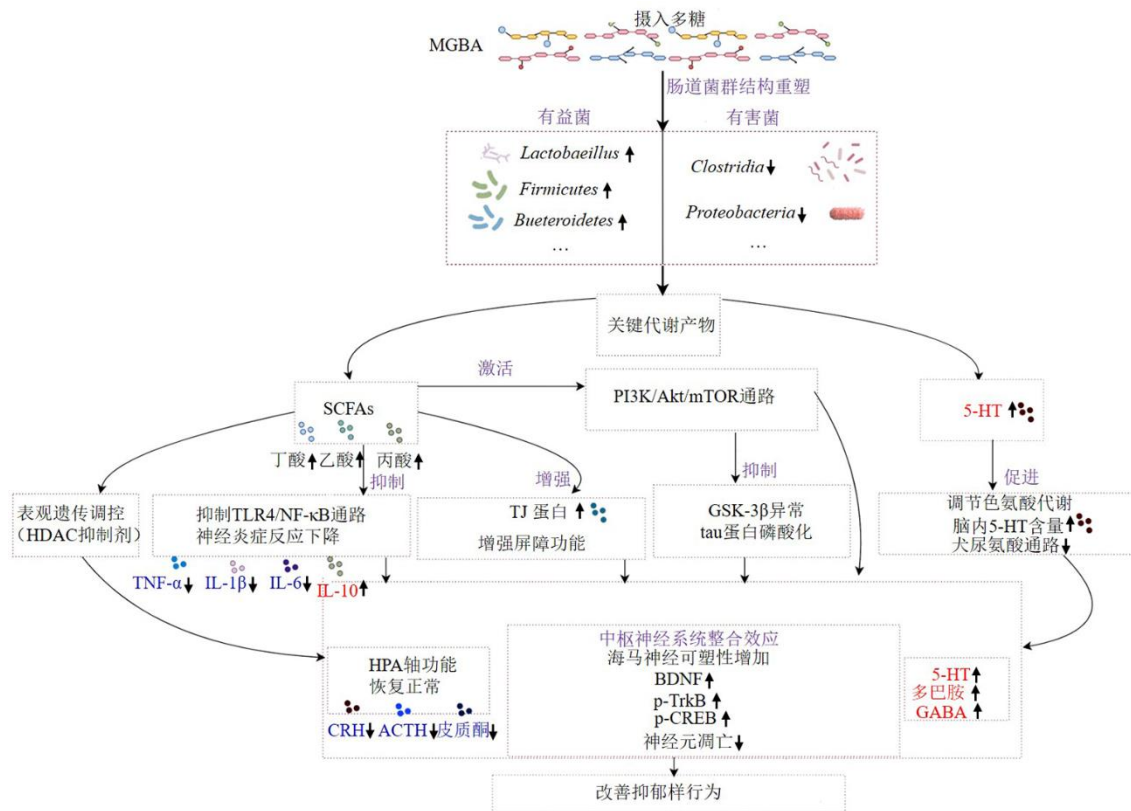 摄入多糖
MGBA
肠道菌群结构重塑
有益菌
有害菌
Lactobaeillus↑
Clostridia↓
Firmicutes↑
Proteobacteria↓
Bueteroidetes↑
…
…
关键代谢产物
激活
SCFAs
PI3K/Akt/mTOR通路
5-HT↑
丁酸↑乙酸↑ 丙酸↑
抑制
增强
抑制
促进
表观遗传调控
（HDAC抑制剂）
抑制TLR4/NF-κB通路
神经炎症反应下降
TJ 蛋白↑
增强屏障功能
GSK-3β异常
tau蛋白磷酸化
调节色氨酸代谢
脑内5-HT含量↑
犬尿氨酸通路↓
TNF-α↓ IL-1β↓ IL-6↓ IL-10↑
中枢神经系统整合效应
海马神经可塑性增加
BDNF↑
p-TrkB↑
p-CREB↑
神经元凋亡↓
HPA轴功能
恢复正常
CRH↓ ACTH↓皮质酮↓
5-HT↑
多巴胺↑
GABA↑
改善抑郁样行为